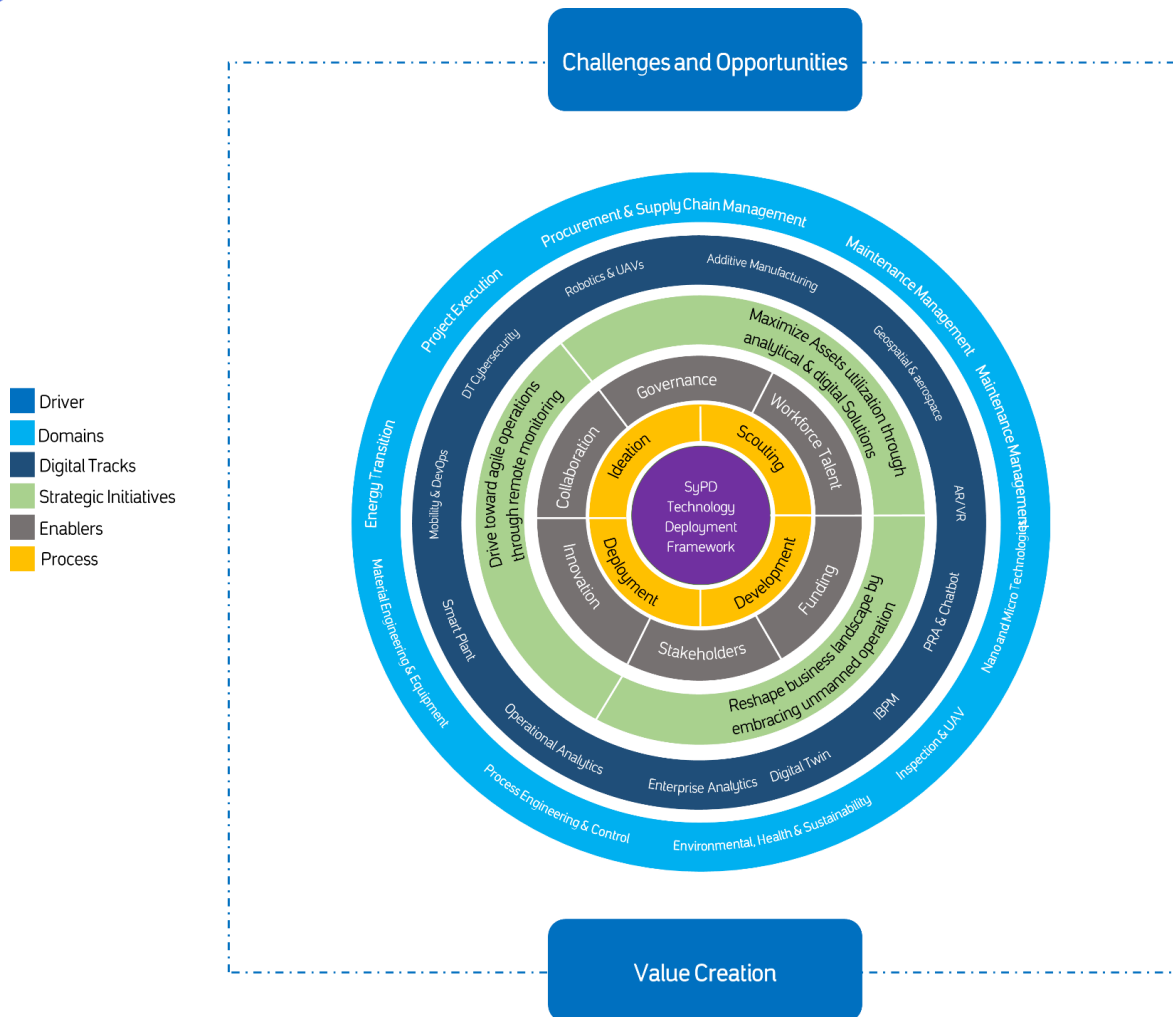 Challenges and Opportunities
Procurement & Supply Chain Management
Maintenance Management
Maintenance Management
Nano and Micro Technologies
Inspection & UAV
Environmental, Health & Sustainability
Process Engineering & Control
Material Engineering & Equipment
Energy Transition
Project Execution
Robotics & UAVs
Additive Manufacturing
Geospatial & aerospace
AR/VR
PRA & Chatbot
IBPM
Digital Twin
Enterprise Analytics
Operational Analytics
Smart Plant
Mobility & DevOps
DT Cybersecurity
Maximize Assets utilization through
analytical & digital Solutions
Reshape business landscape by
embracing unmanned operation
Drive toward agile operations
through remote monitoring
Governance
Workforce Talent
Funding
Stakeholders
Innovation
Collaboration
Ideation
Scouting
Development
Deployment
SyPD
Technology
Deployment
Framework
Driver
Domains
Digital Tracks
Strategic Initiatives
Enablers
Process
Value Creation